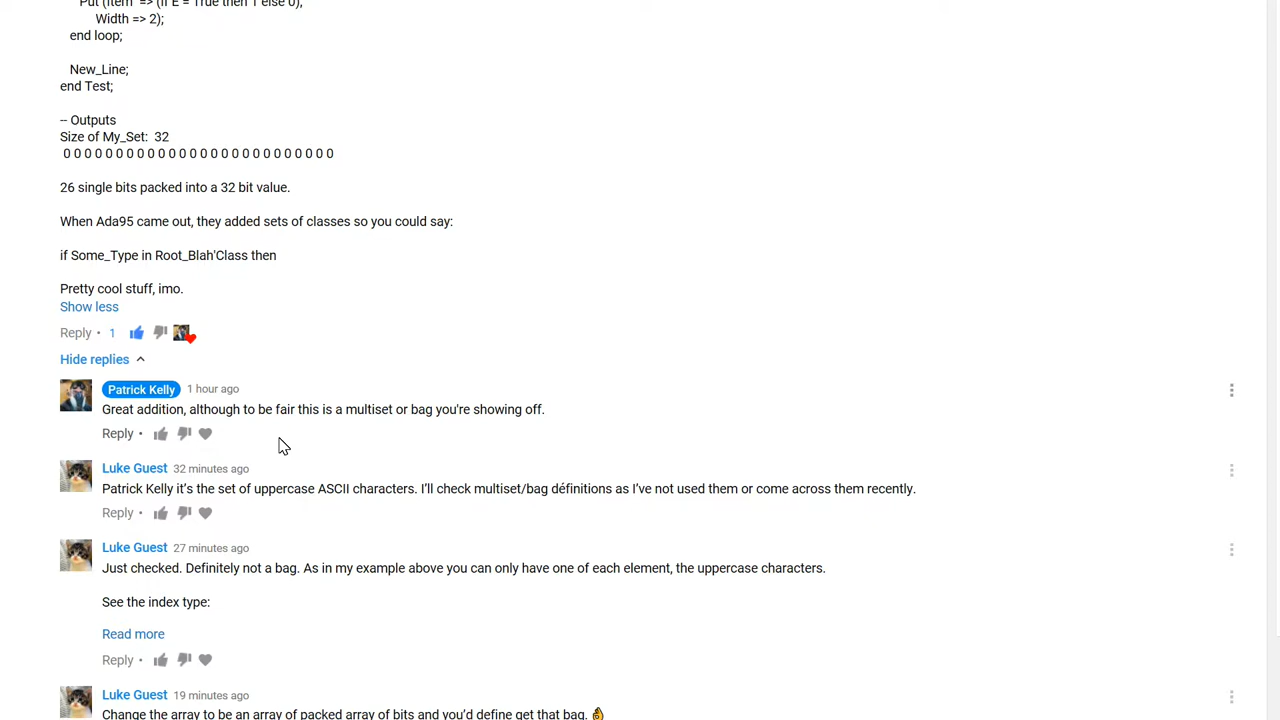 Put (Item => (if E = True then 1 else 0),
Width => 2);
end loop;
New_Line;
end Test;
-- Outputs
Size of My_Set: 32
0 0 0 0 0 0 0 0 0 0 0 0 0 0 0 0 0 0 0 0 0 0 0 0 0 0
26 single bits packed into a 32 bit value.
When Ada95 came out, they added sets of classes so you could say:
if Some_Type in Root_Blah'Class then
Pretty cool stuff, imo.
Show less
Reply • 1
Hide replies
Patrick Kelly 1 hour ago
Great addition, although to be fair this is a multiset or bag you're showing off.
Reply •
Luke Guest 32 minutes ago
Patrick Kelly it’s the set of uppercase ASCII characters. I’ll check multiset/bag définitions as I’ve not used them or come across them recently.
Reply •
Luke Guest 27 minutes ago
Just checked. Definitely not a bag. As in my example above you can only have one of each element, the uppercase characters.
See the index type:
Read more
Reply •
Luke Guest 19 minutes ago
Change the array to be an array of packed array of bits and you’d define get that bag. 👌